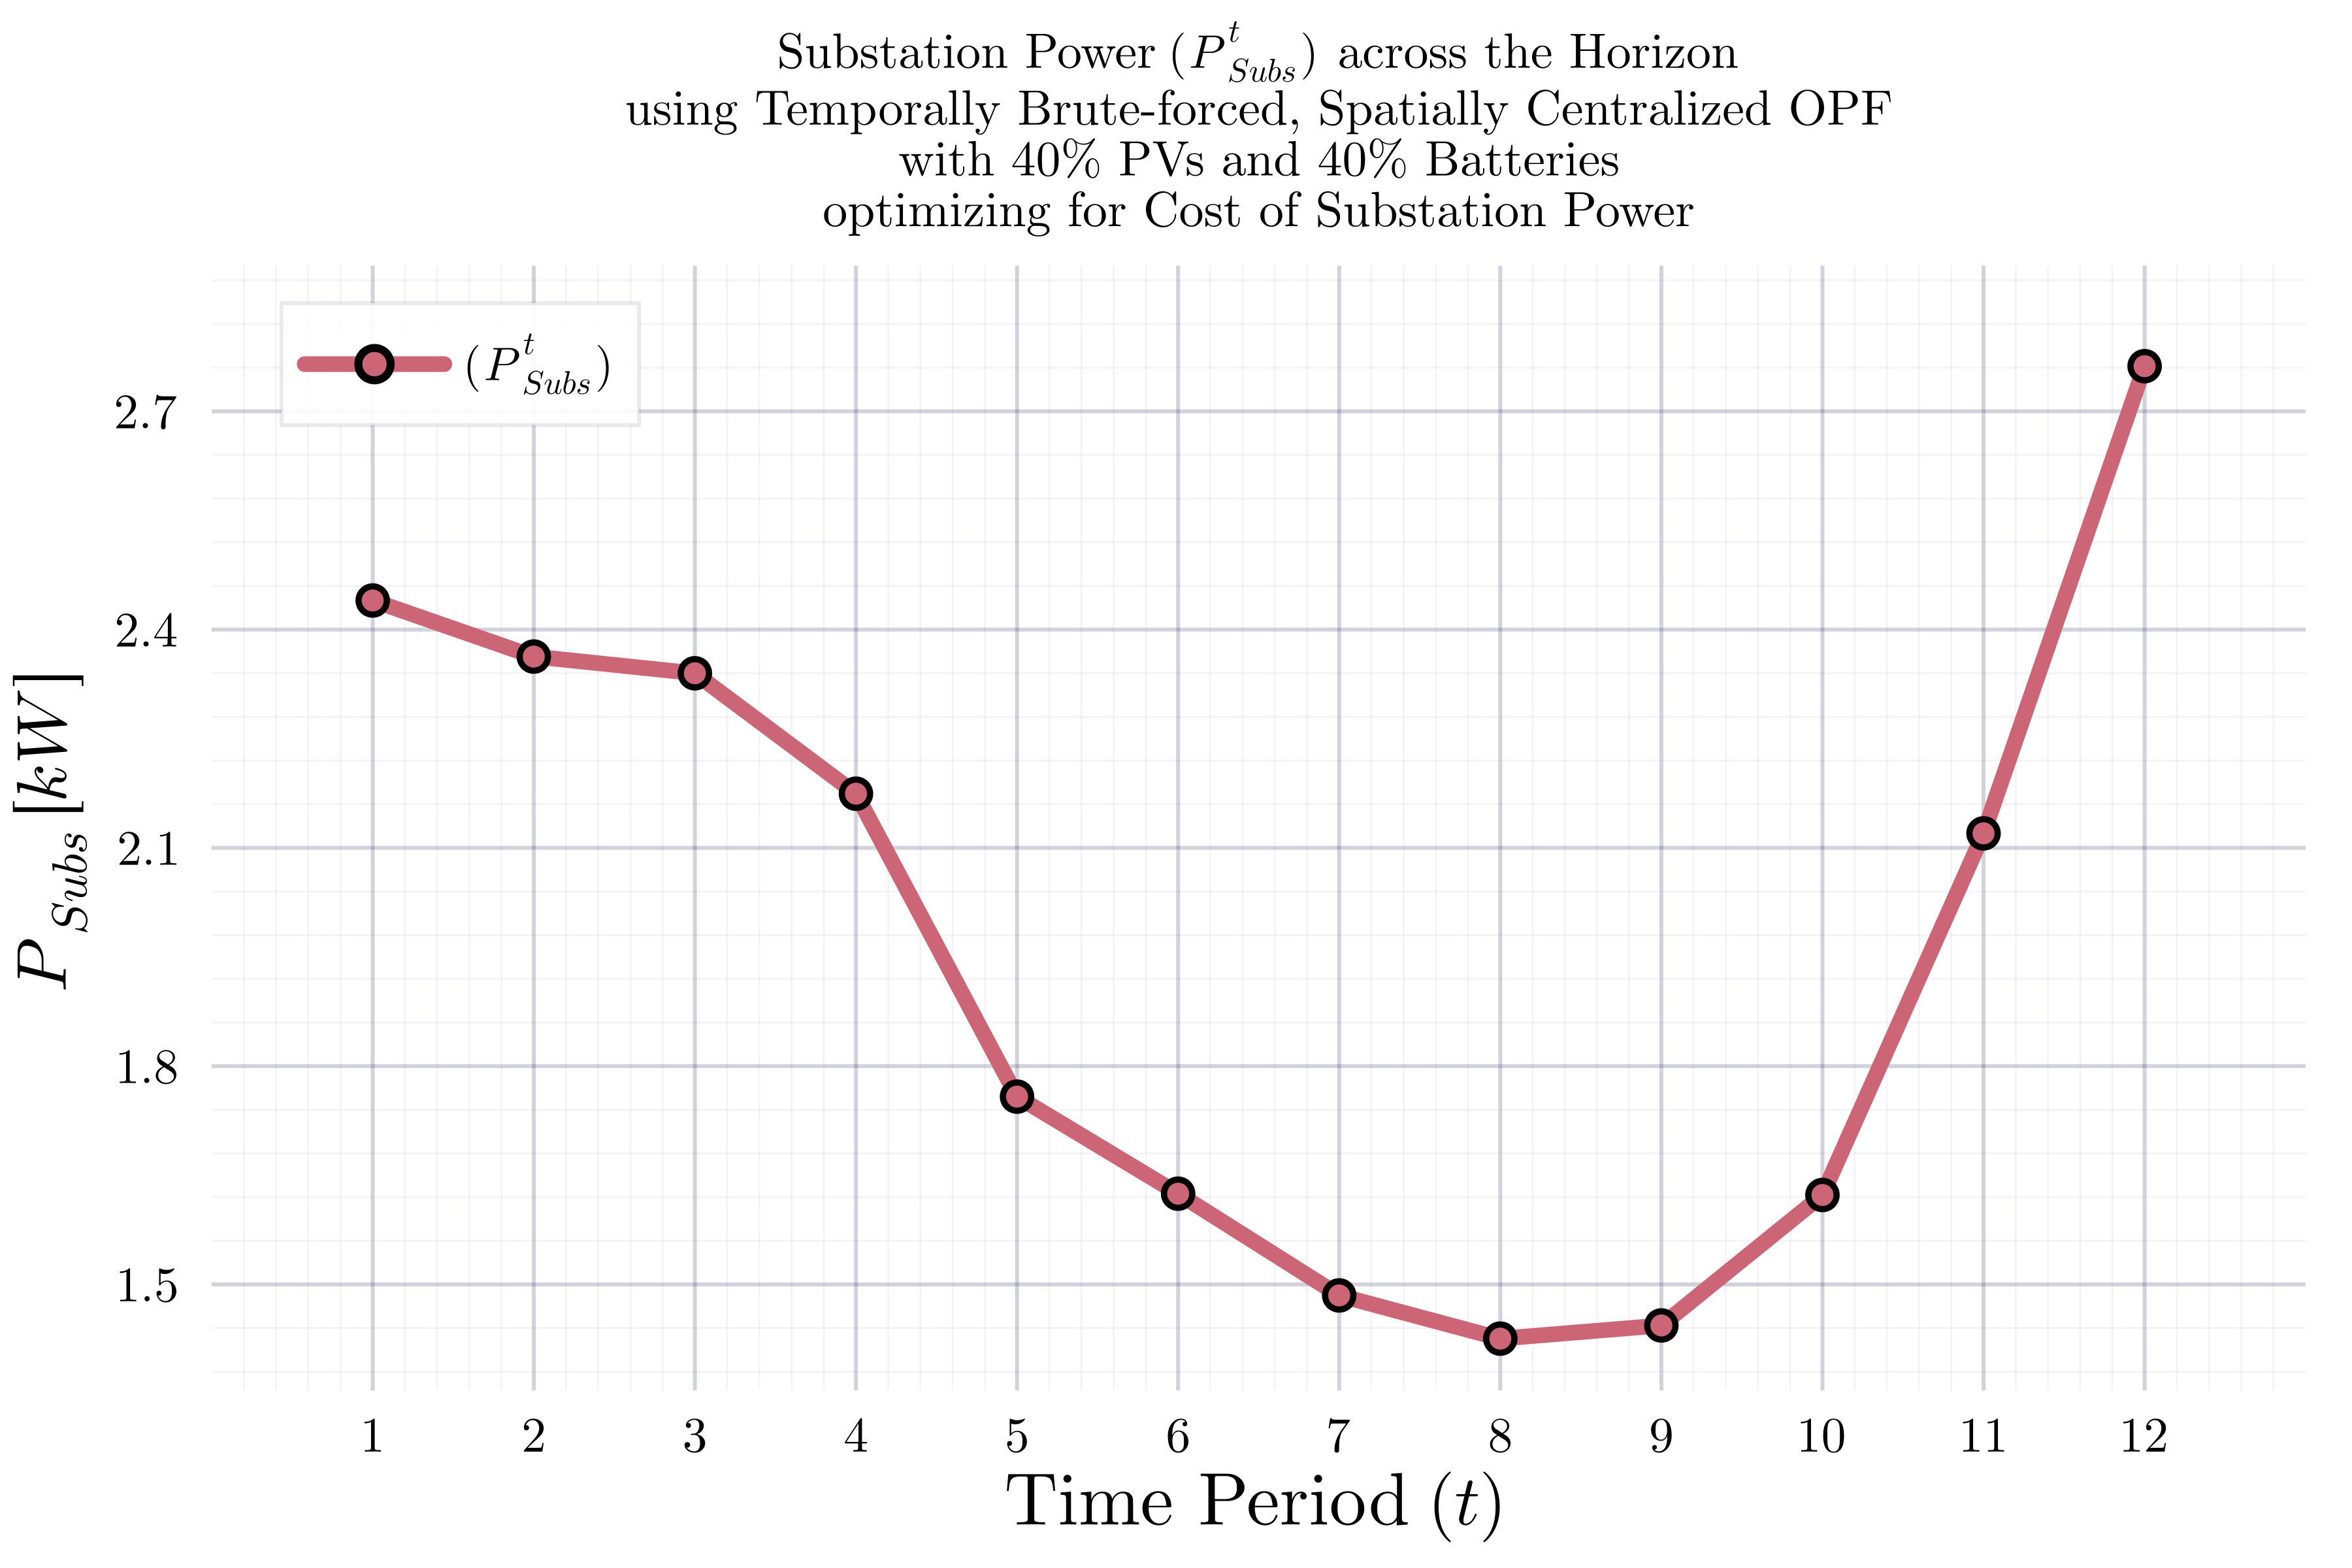 Substation Power (P^t_Subs) across the Horizon
using Temporally Brute-forced, Spatially Centralized OPF
with 40% PVs and 40% Batteries
optimizing for Cost of Substation Power
(P^t_Subs)
P_Subs [kW]
2.7
2.4
2.1
1.8
1.5
1 2 3 4 5 6 7 8 9 10 11 12
Time Period (t)